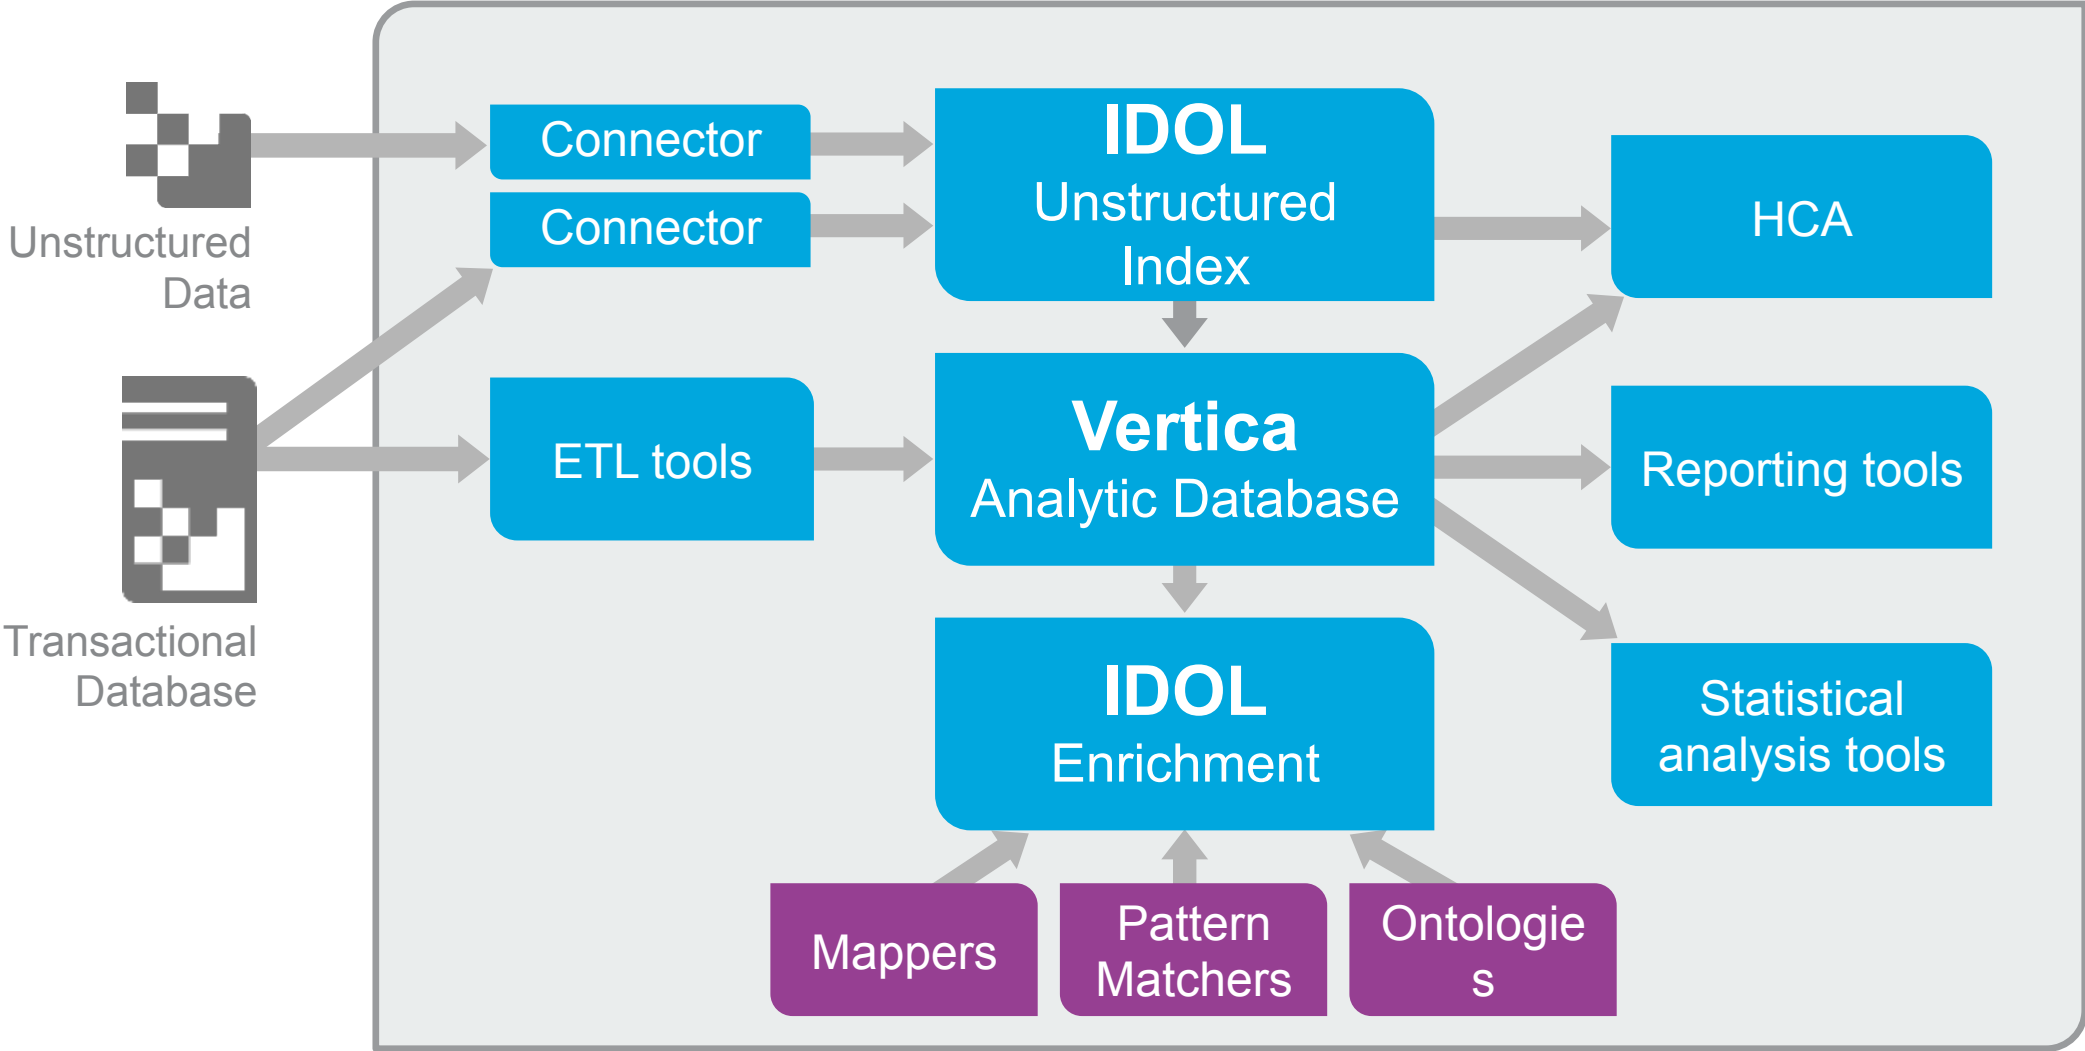 Unstructured
Data
Transactional
Database
Connector
Connector
ETL tools
IDOL
Unstructured
Index
Vertica
Analytic Database
IDOL
Enrichment
HCA
Reporting tools
Statistical
analysis tools
Mappers
Pattern
Matchers
Ontologie
s